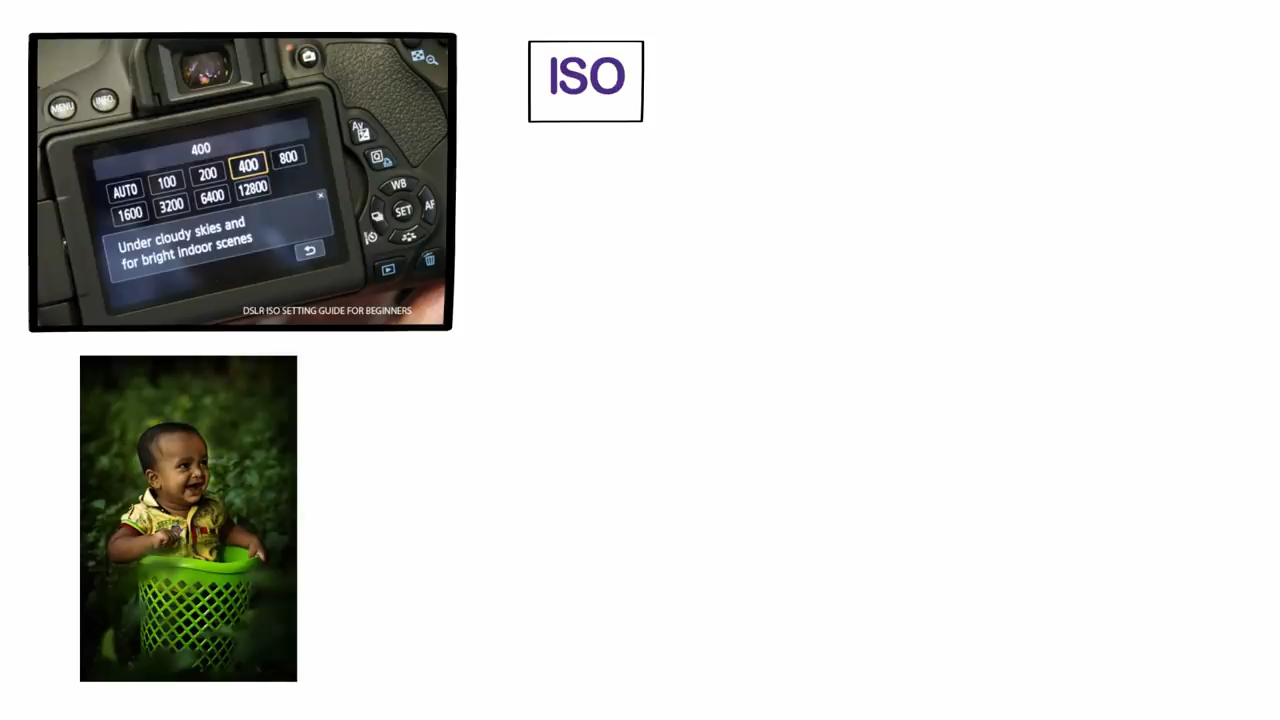 ISO
MENU
INFO.
Av
400
AUTO 100 200 400 800
1600 3200 6400 12800
Under cloudy skies and
for bright indoor scenes
WB
AF
SET
DSLR ISO SETTING GUIDE FOR BEGINNERS